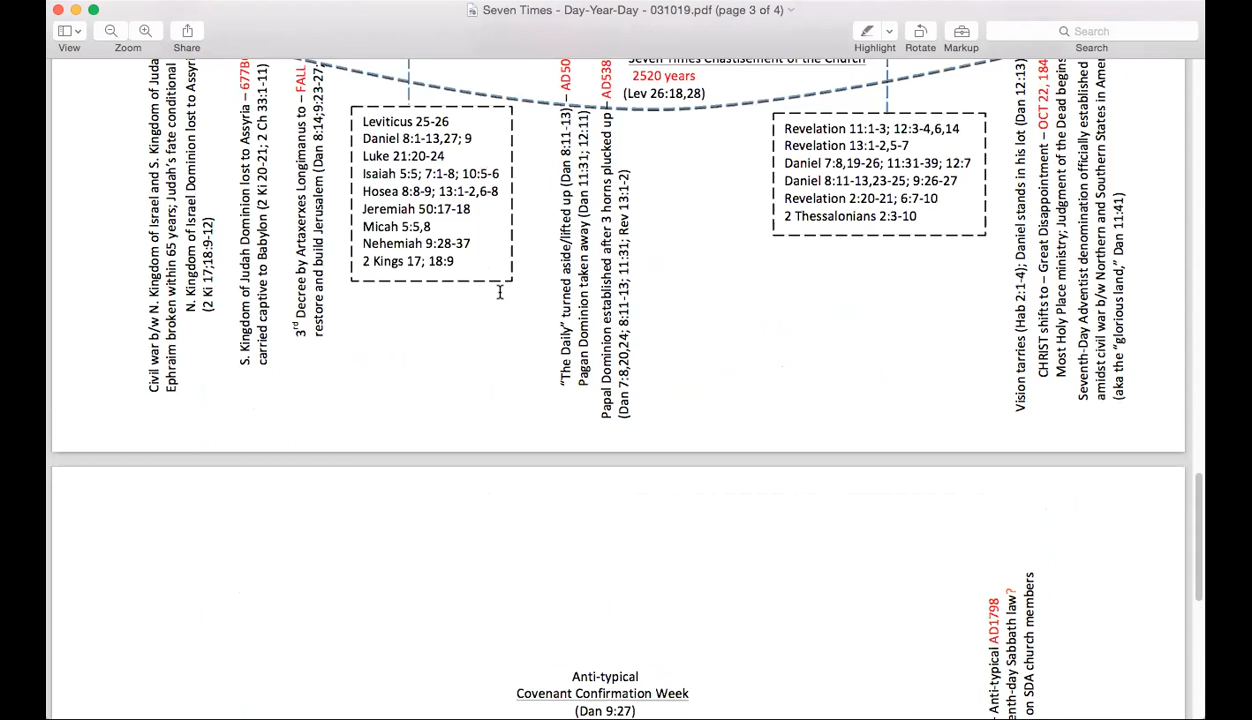 Seven Times - Day-Year-Day - 031019.pdf (page 3 of 4)
View
Zoom
Share
Highlight
Rotate
Markup
Search
Search
Civil war b/w N. Kingdom of Israel and S. Kingdom of Juda
Ephraim broken within 65 years; Judah's fate conditional
N. Kingdom of Israel Dominion lost to Assyri
(2 Ki 17;18:9-12)
S. Kingdom of Judah Dominion lost to Assyria – 677B
carried captive to Babylon (2 Ki 20-21; 2 Ch 33:1-11)
3rd Decree by Artaxerxes Longimanus to – FALL
restore and build Jerusalem (Dan 8:14;9:23-27
Leviticus 25-26
Daniel 8:1-13,27; 9
Luke 21:20-24
Isaiah 5:5; 7:1-8; 10:5-6
Hosea 8:8-9; 13:1-2,6-8
Jeremiah 50:17-18
Micah 5:5,8
Nehemiah 9:28-37
2 Kings 17; 18:9
"The Daily" turned aside/lifted up (Dan 8:11-13) – AD50
Pagan Dominion taken away (Dan 11:31; 12:11)
Papal Dominion established after 3 horns plucked up – AD538
(Dan 7:8,20,24; 8:11-13; 11:31; Rev 13:1-2)
Seven Times Chastisement of the Church
2520 years
(Lev 26:18,28)
Revelation 11:1-3; 12:3-4,6,14
Revelation 13:1-2,5-7
Daniel 7:8,19-26; 11:31-39; 12:7
Daniel 8:11-13,23-25; 9:26-27
Revelation 2:20-21; 6:7-10
2 Thessalonians 2:3-10
Vision tarries (Hab 2:1-4); Daniel stands in his lot (Dan 12:13)
CHRIST shifts to – Great Disappointment – OCT 22, 184
Most Holy Place ministry; Judgment of the Dead begins
Seventh-Day Adventist denomination officially established
amidst civil war b/w Northern and Southern States in Amer
(aka the "glorious land," Dan 11:41)
Anti-typical
Covenant Confirmation Week
(Dan 9:27)
– Anti-typical AD1798
enth-day Sabbath law?
on SDA church members